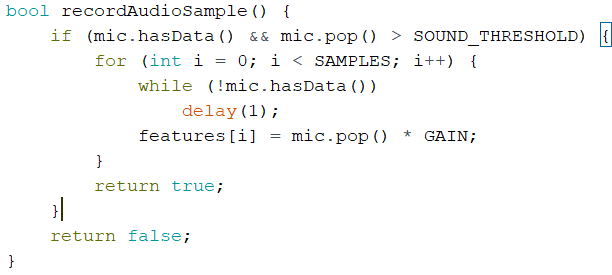 bool recordAudioSample() {
    if (mic.hasData() && mic.pop() > SOUND_THRESHOLD) {
        for (int i = 0; i < SAMPLES; i++) {
            while (!mic.hasData())
                delay(1);
            features[i] = mic.pop() * GAIN;
        }
        return true;
    }
    return false;
}